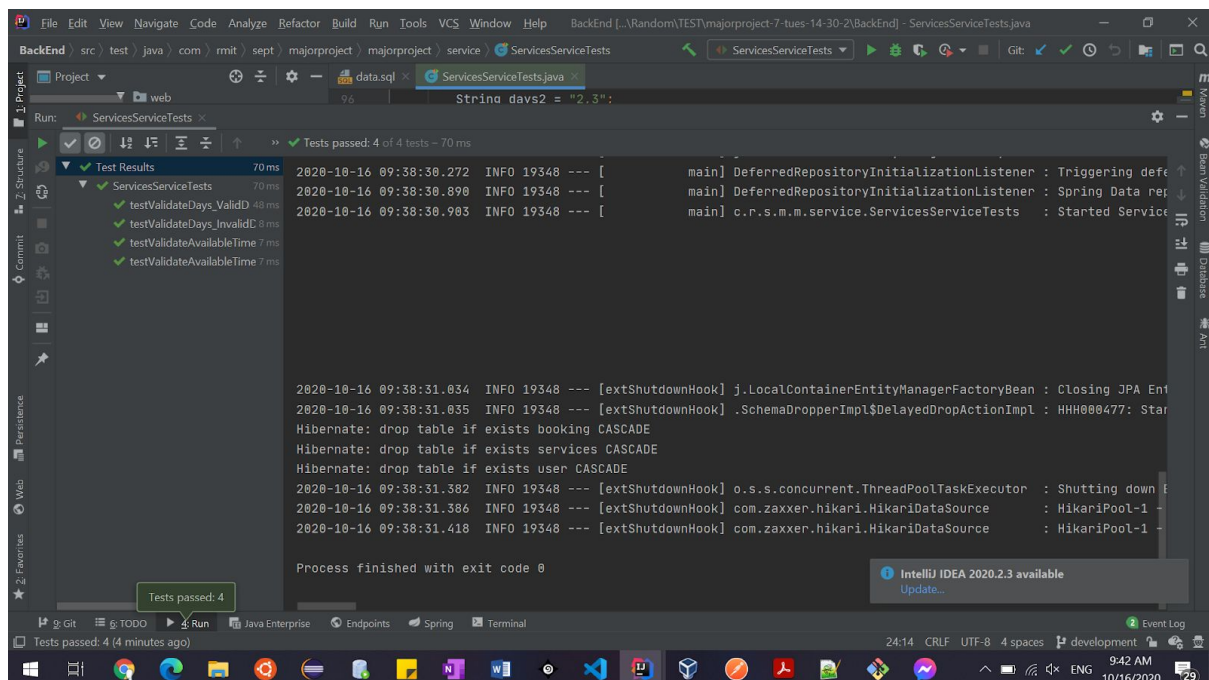 File Edit View Navigate Code Analyze Refactor Build Run Tools VCS Window Help BackEnd [...\Random\TEST\majorproject-7-tues-14-30-2\BackEnd] - ServicesServiceTests.java
BackEnd src test java com rmit sept majorproject majorproject service ServicesServiceTests ServicesServiceTests Git:
Project data.sql ServicesServiceTests.java
web 96 String days2 = "2,3";
Run: ServicesServiceTests
Tests passed: 4 of 4 tests – 70 ms
Test Results 70 ms
ServicesServiceTests 70 ms
testValidateDays_ValidD 48 ms
testValidateDays_InvalidD 8 ms
testValidateAvailableTime 7 ms
testValidateAvailableTime 7 ms
2020-10-16 09:38:30.272 INFO 19348 --- [ main] DeferredRepositoryInitializationListener : Triggering defe
2020-10-16 09:38:30.890 INFO 19348 --- [ main] DeferredRepositoryInitializationListener : Spring Data rep
2020-10-16 09:38:30.903 INFO 19348 --- [ main] c.r.s.m.m.service.ServicesServiceTests : Started Service
2020-10-16 09:38:31.034 INFO 19348 --- [extShutdownHook] j.LocalContainerEntityManagerFactoryBean : Closing JPA Ent
2020-10-16 09:38:31.035 INFO 19348 --- [extShutdownHook] .SchemaDropperImpl$DelayedDropActionImpl : HHH000477: Star
Hibernate: drop table if exists booking CASCADE
Hibernate: drop table if exists services CASCADE
Hibernate: drop table if exists user CASCADE
2020-10-16 09:38:31.382 INFO 19348 --- [extShutdownHook] o.s.s.concurrent.ThreadPoolTaskExecutor : Shutting down E
2020-10-16 09:38:31.386 INFO 19348 --- [extShutdownHook] com.zaxxer.hikari.HikariDataSource : HikariPool-1 -
2020-10-16 09:38:31.418 INFO 19348 --- [extShutdownHook] com.zaxxer.hikari.HikariDataSource : HikariPool-1 -
Process finished with exit code 0
1: Project
7: Structure
Commit
Persistence
Web
2: Favorites
Maven
Bean Validation
Database
Ant
IntelliJ IDEA 2020.2.3 available
Update...
Tests passed: 4
9: Git 6: TODO 4: Run Java Enterprise Endpoints Spring Terminal 2 Event Log
Tests passed: 4 (4 minutes ago) 24:14 CRLF UTF-8 4 spaces development
ENG 9:42 AM
10/16/2020 29